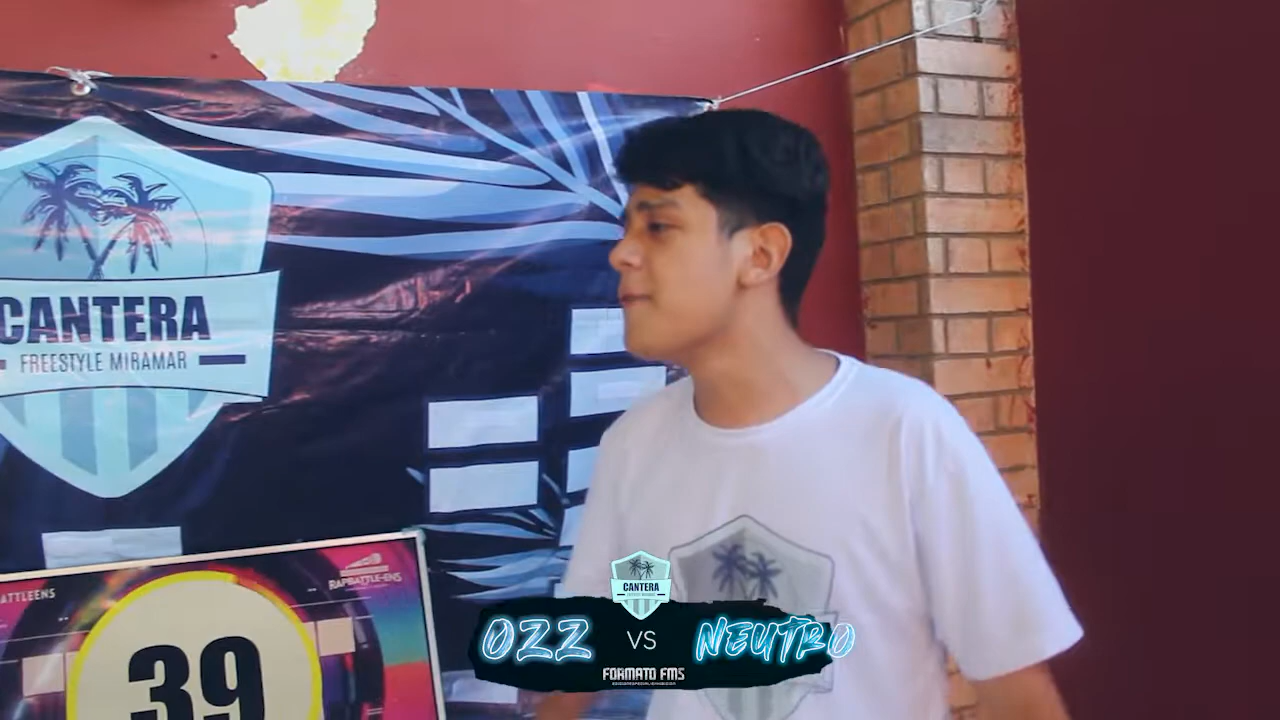 CANTERA
FREESTYLE MIRAMAR
RAPBATTLE-ENS
39
CANTERA
OZZ VS NEUTRO
FORMATO FMS